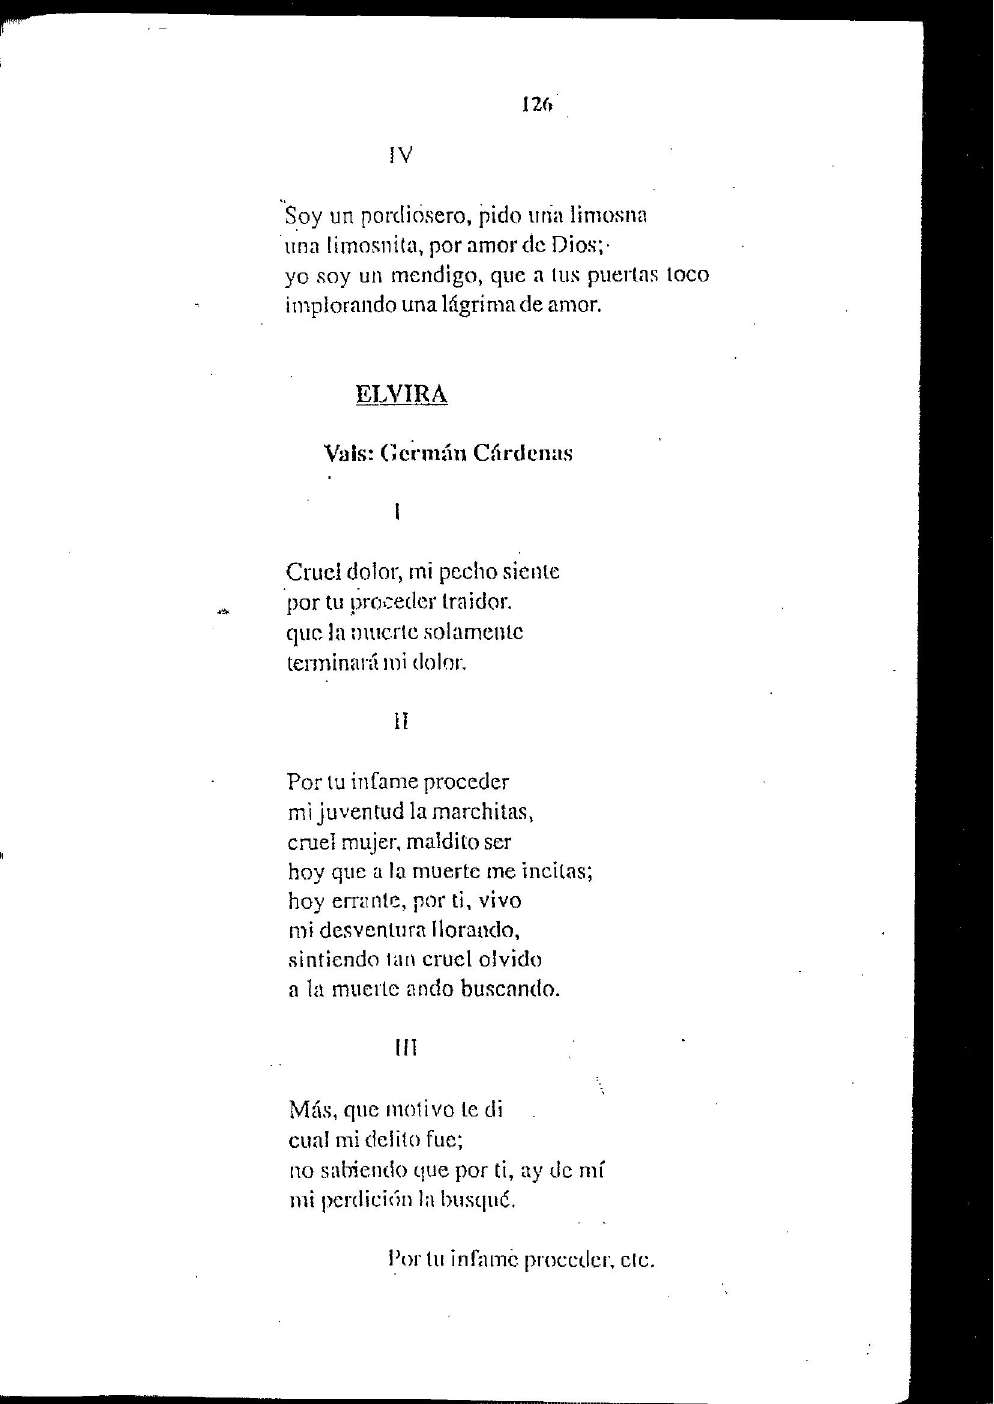 126
IV
Soy un pordiosero, pido una limosna
una limosnita, por amor de Dios;
yo soy un mendigo, que a tus puertas toco
implorando una lágrima de amor.
ELVIRA
Vals: Germán Cárdenas
I
Cruel dolor, mi pecho siente
por tu proceder traidor.
que la muerte solamente
terminará mi dolor.
II
Por tu infame proceder
mi juventud la marchitas,
cruel mujer, maldito ser
hoy que a la muerte me incitas;
hoy errante, por ti, vivo
mi desventura llorando,
sintiendo tan cruel olvido
a la muerte ando buscando.
III
Más, que motivo te di
cual mi delito fue;
no sabiendo que por ti, ay de mí
mi perdición la busqué.
Por tu infame proceder, etc.